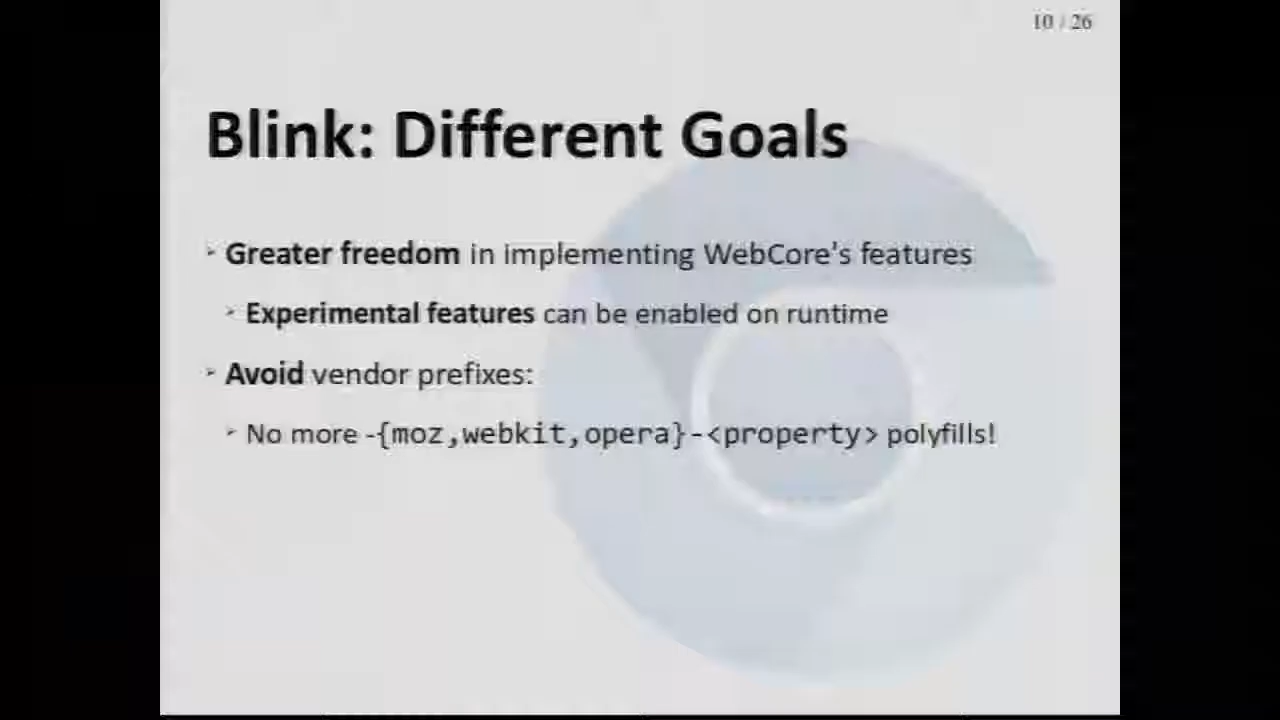 10 / 26
Blink: Different Goals
Greater freedom in implementing WebCore's features
Experimental features can be enabled on runtime
Avoid vendor prefixes:
No more -{moz,webkit,opera}-<property> polyfills!